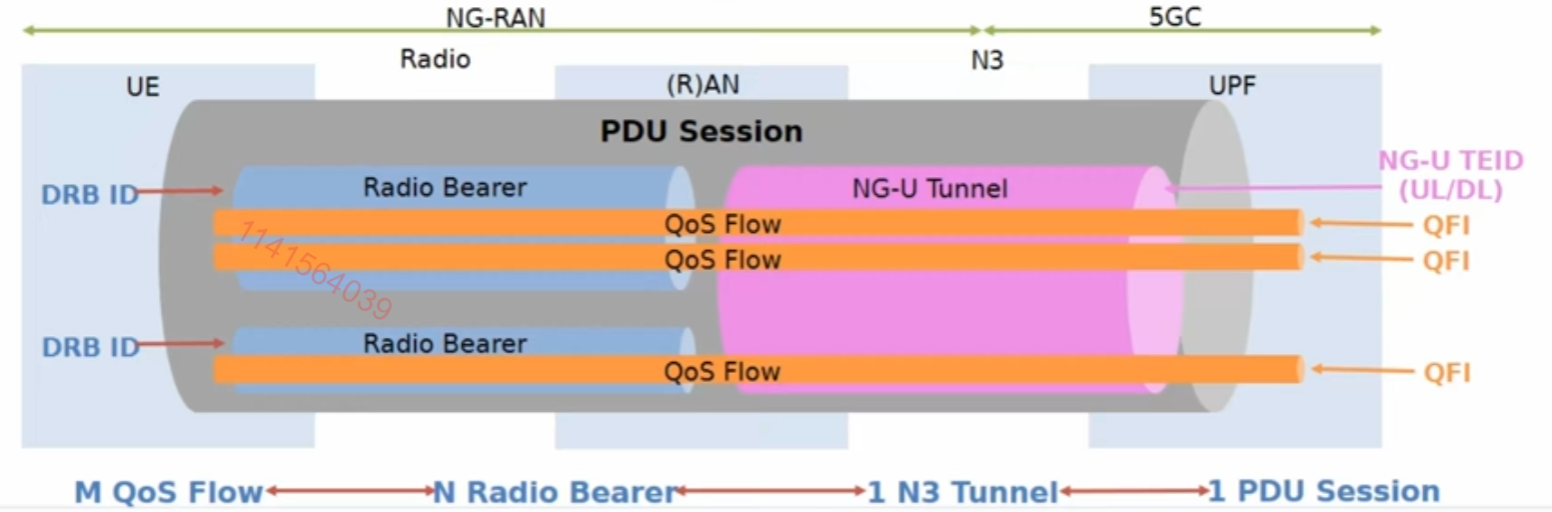 NG-RAN
5GC
Radio
N3
UE
(R)AN
UPF
PDU Session
NG-U TEID
(UL/DL)
DRB ID
Radio Bearer
NG-U Tunnel
QoS Flow
QFI
QoS Flow
QFI
1141564039
DRB ID
Radio Bearer
QoS Flow
QFI
M QoS Flow
N Radio Bearer
1 N3 Tunnel
1 PDU Session